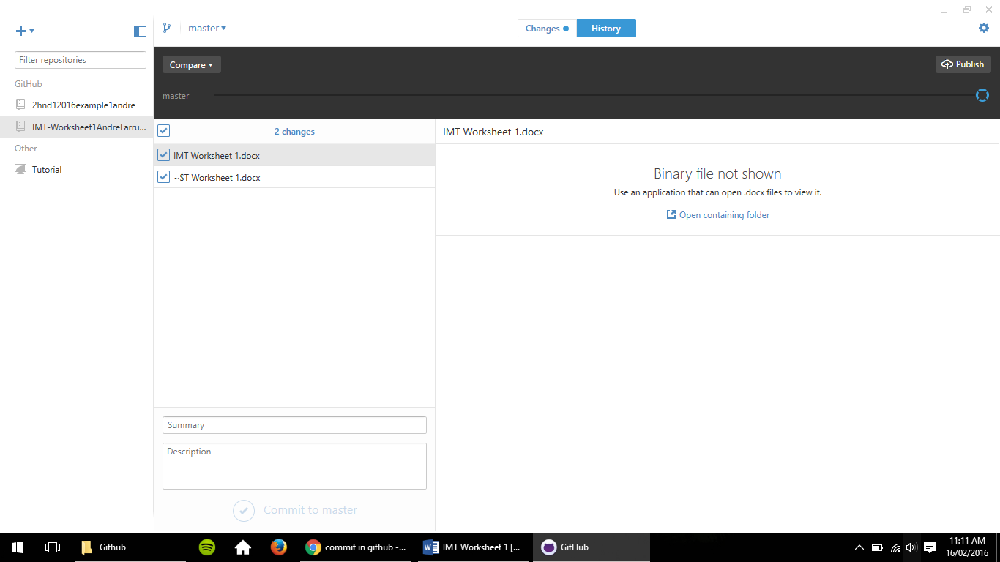 master
Changes
History
Filter repositories
GitHub
2hnd12016example1andre
IMT-Worksheet1AndreFarru...
Other
Tutorial
Compare
Publish
master
2 changes
IMT Worksheet 1.docx
~$T Worksheet 1.docx
IMT Worksheet 1.docx
Binary file not shown
Use an application that can open .docx files to view it.
Open containing folder
Summary
Description
Commit to master
Github
commit in github -...
IMT Worksheet 1 [...
GitHub
11:11 AM
16/02/2016